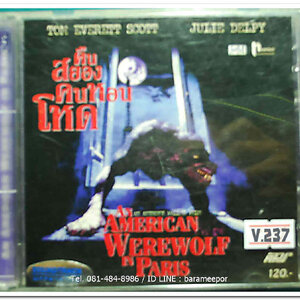 TOM EVERETT SCOTT JULIE DELPY
คืน
สยอง
คนหอน
โหด
AN
AMERICAN
WEREWOLF
IN
PARIS
V.237
120.-
Tel. 081-484-8986 / ID LINE : barameepor